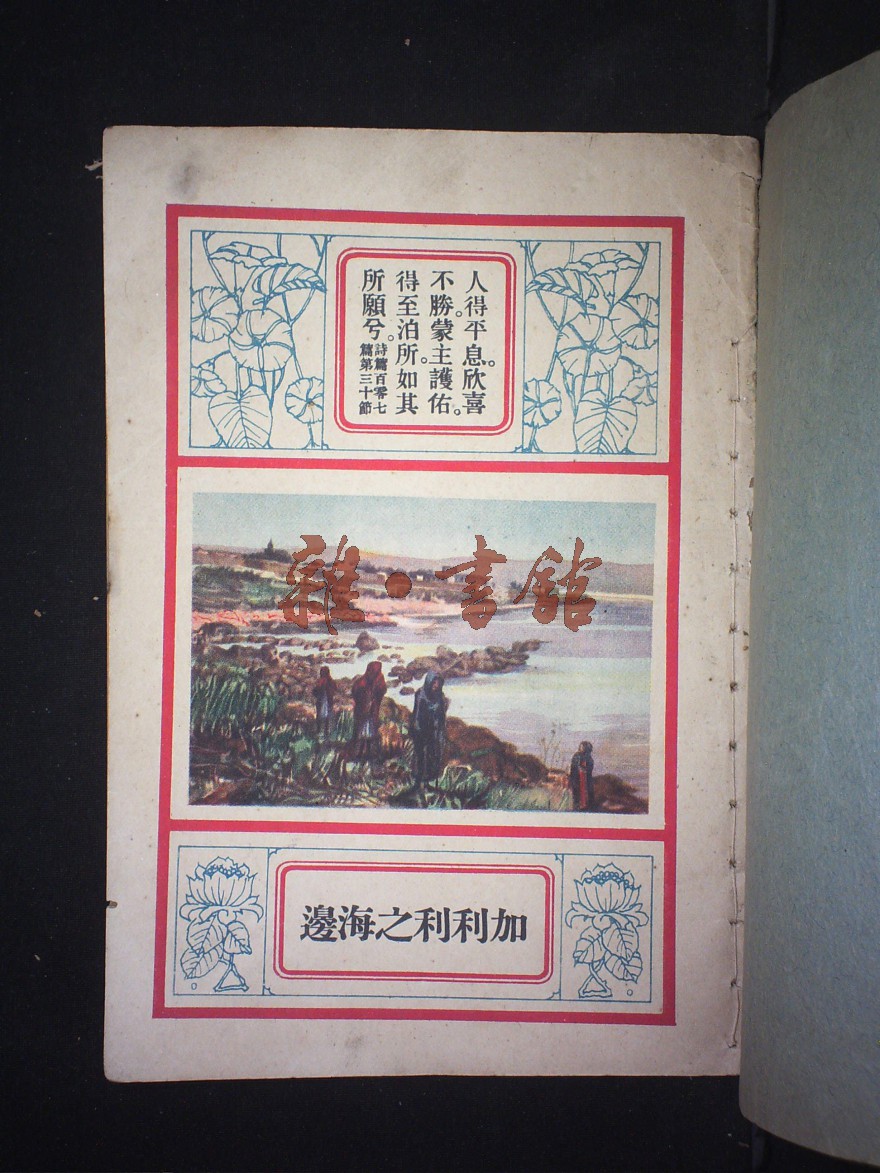 人得平息。欣喜
不勝。蒙主護佑。
得至泊所。如其
所願兮。詩篇百零七
篇第三十節
雜·書館
加利利之海邊